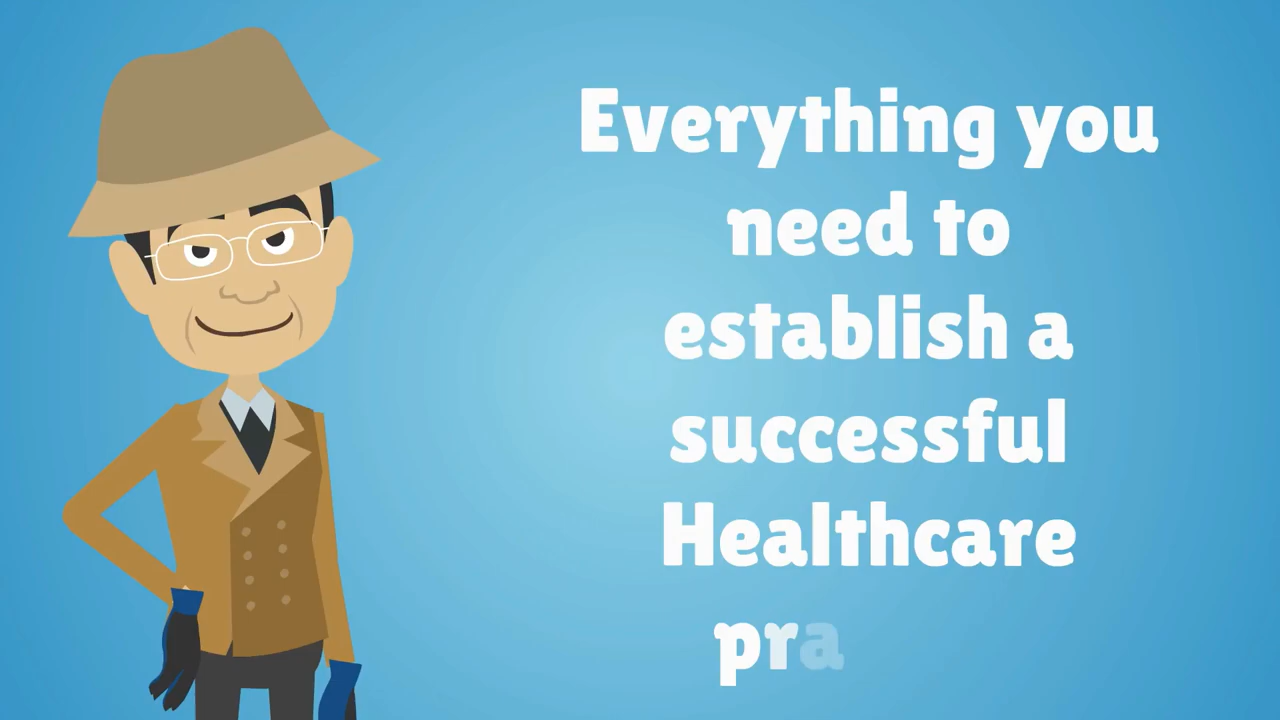 Everything you
need to
establish a
successful
Healthcare
pra